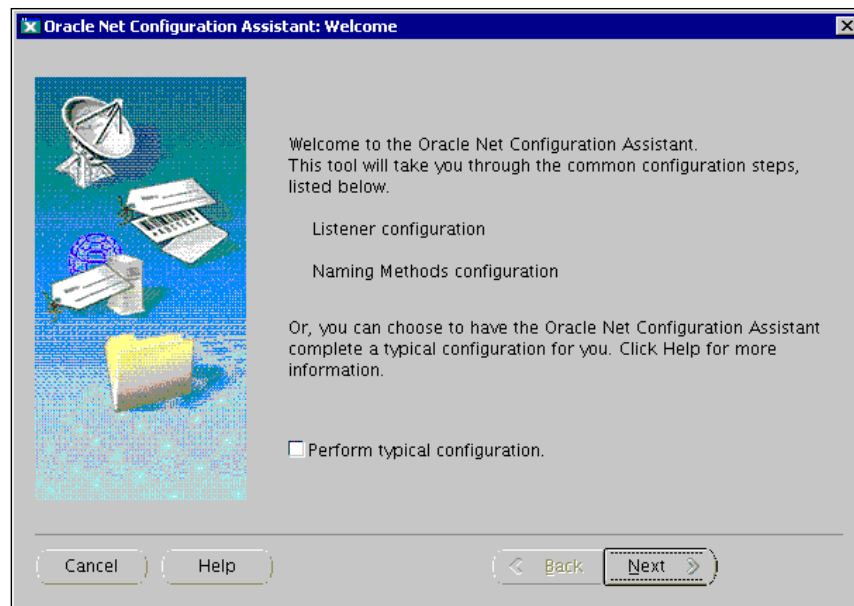 Oracle Net Configuration Assistant: Welcome
Welcome to the Oracle Net Configuration Assistant.
This tool will take you through the common configuration steps,
listed below.
Listener configuration
Naming Methods configuration
Or, you can choose to have the Oracle Net Configuration Assistant
complete a typical configuration for you. Click Help for more
information.
Perform typical configuration.
Cancel Help Back Next